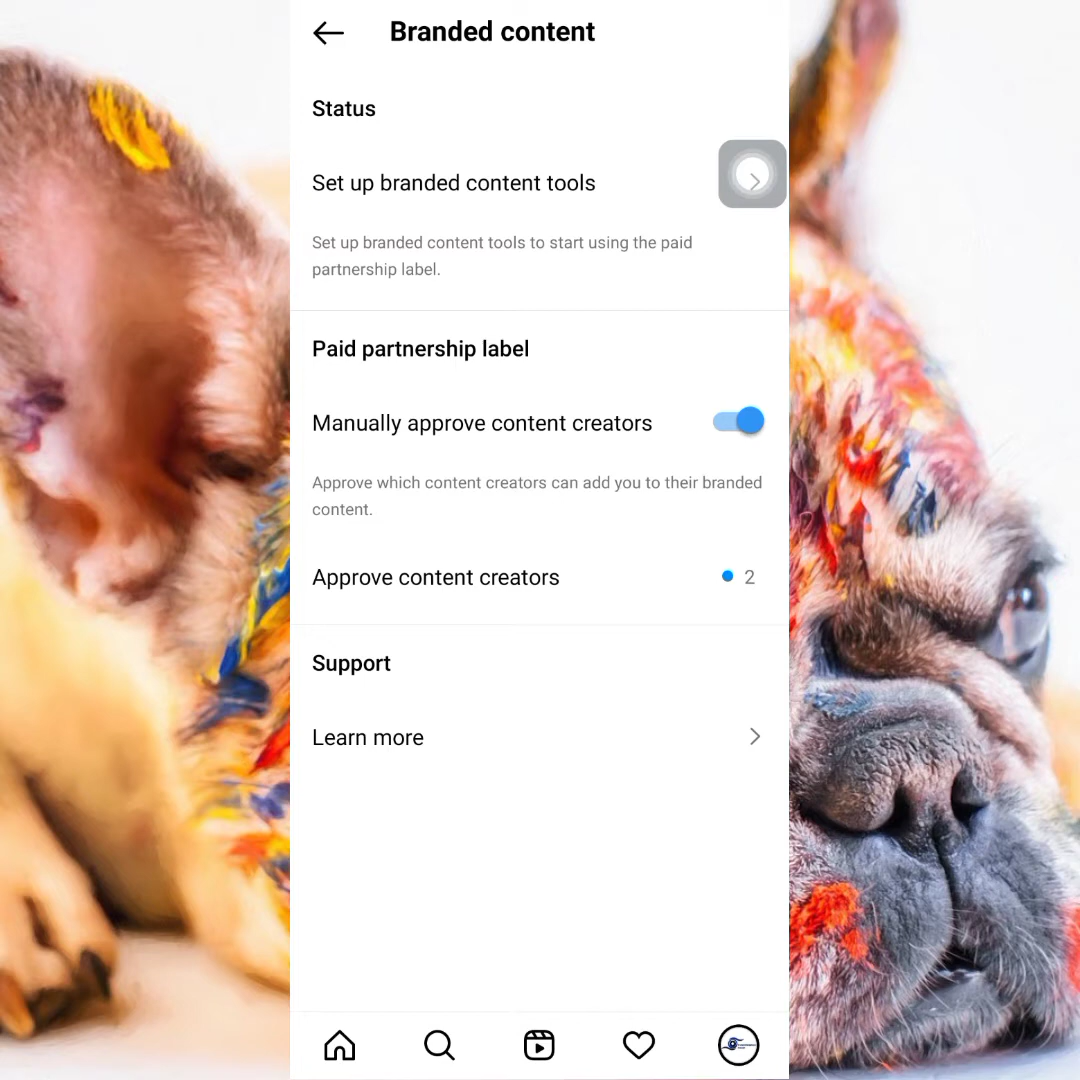 Branded content
Status
Set up branded content tools
Set up branded content tools to start using the paid
partnership label.
Paid partnership label
Manually approve content creators
Approve which content creators can add you to their branded
content.
Approve content creators 2
Support
Learn more